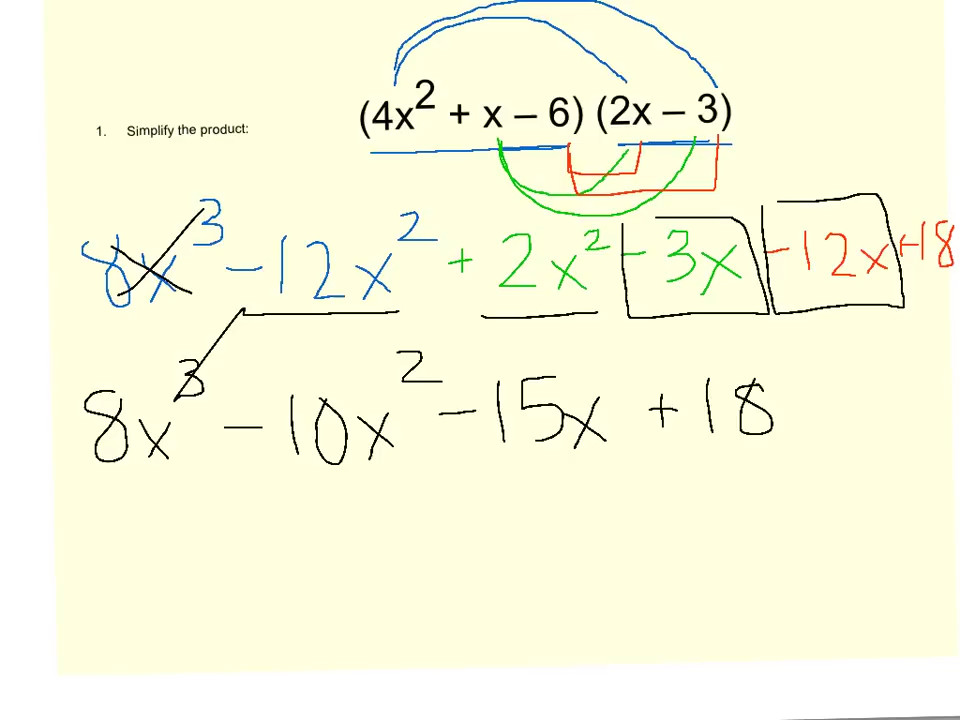 (4x² + x – 6) (2x – 3)
1. Simplify the product:
8x³ - 12x² + 2x² - 3x - 12x + 18
8x³ - 10x² - 15x + 18